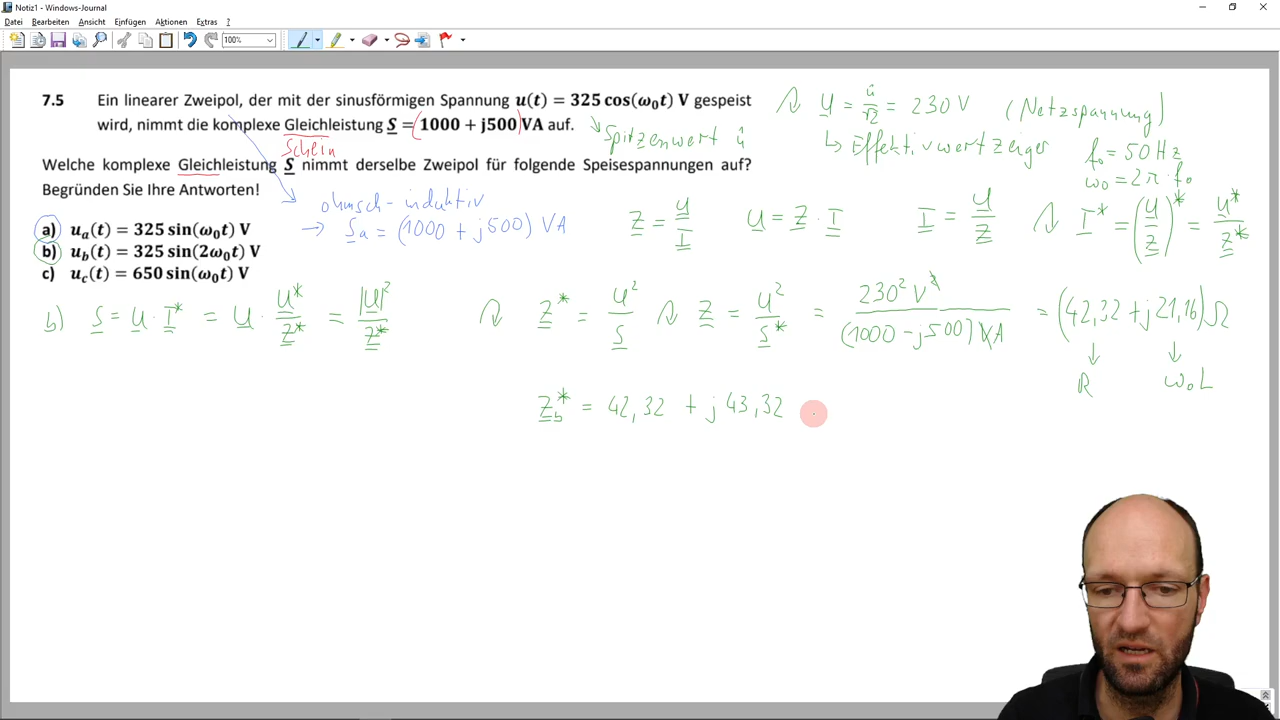 Notiz1 - Windows-Journal
Datei Bearbeiten Ansicht Einfügen Aktionen Extras ?
100%
7.5 Ein linearer Zweipol, der mit der sinusförmigen Spannung u(t) = 325 cos(ω₀t) V gespeist
wird, nimmt die komplexe Gleichleistung S = (1000 + j500) VA auf.
Schein
Welche komplexe Gleichleistung S nimmt derselbe Zweipol für folgende Speisespannungen auf?
Begründen Sie Ihre Antworten!
a) uₐ(t) = 325 sin(ω₀t) V
b) u_b(t) = 325 sin(2ω₀t) V
c) u_c(t) = 650 sin(ω₀t) V
Spitzenwert û
U = û/√2 = 230 V (Netzspannung)
↳ Effektivwertzeiger
f₀ = 50 Hz
ω₀ = 2π · f₀
ohmsch-induktiv
→ Sₐ = (1000 + j500) VA
Z = U/I U = Z · I I = U/Z I* = (U/Z)* = U*/Z*
b) S = U · I* = U · U*/Z* = |U|²/Z* Z* = U²/S Z = U²/S* = 230² V²/(1000 - j500) VA = (42,32 + j21,16) Ω
R ω₀L
Z_b* = 42,32 + j 43,32